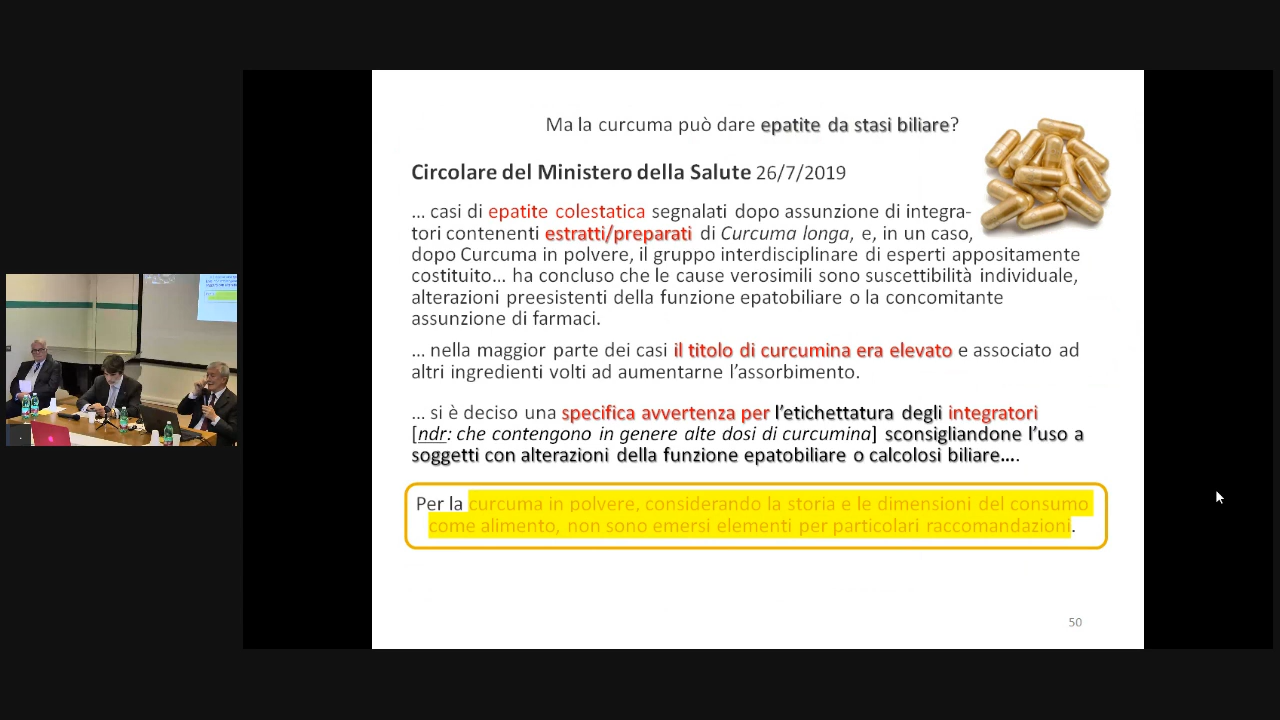 Ma la curcuma può dare epatite da stasi biliare?
Circolare del Ministero della Salute 26/7/2019
... casi di epatite colestatica segnalati dopo assunzione di integra-
tori contenenti estratti/preparati di Curcuma longa, e, in un caso,
dopo Curcuma in polvere, il gruppo interdisciplinare di esperti appositamente
costituito... ha concluso che le cause verosimili sono suscettibilità individuale,
alterazioni preesistenti della funzione epatobiliare o la concomitante
assunzione di farmaci.
... nella maggior parte dei casi il titolo di curcumina era elevato e associato ad
altri ingredienti volti ad aumentarne l’assorbimento.
... si è deciso una specifica avvertenza per l’etichettatura degli integratori
[ndr: che contengono in genere alte dosi di curcumina] sconsigliandone l’uso a
soggetti con alterazioni della funzione epatobiliare o calcolosi biliare....
Per la curcuma in polvere, considerando la storia e le dimensioni del consumo
come alimento, non sono emersi elementi per particolari raccomandazioni.
50